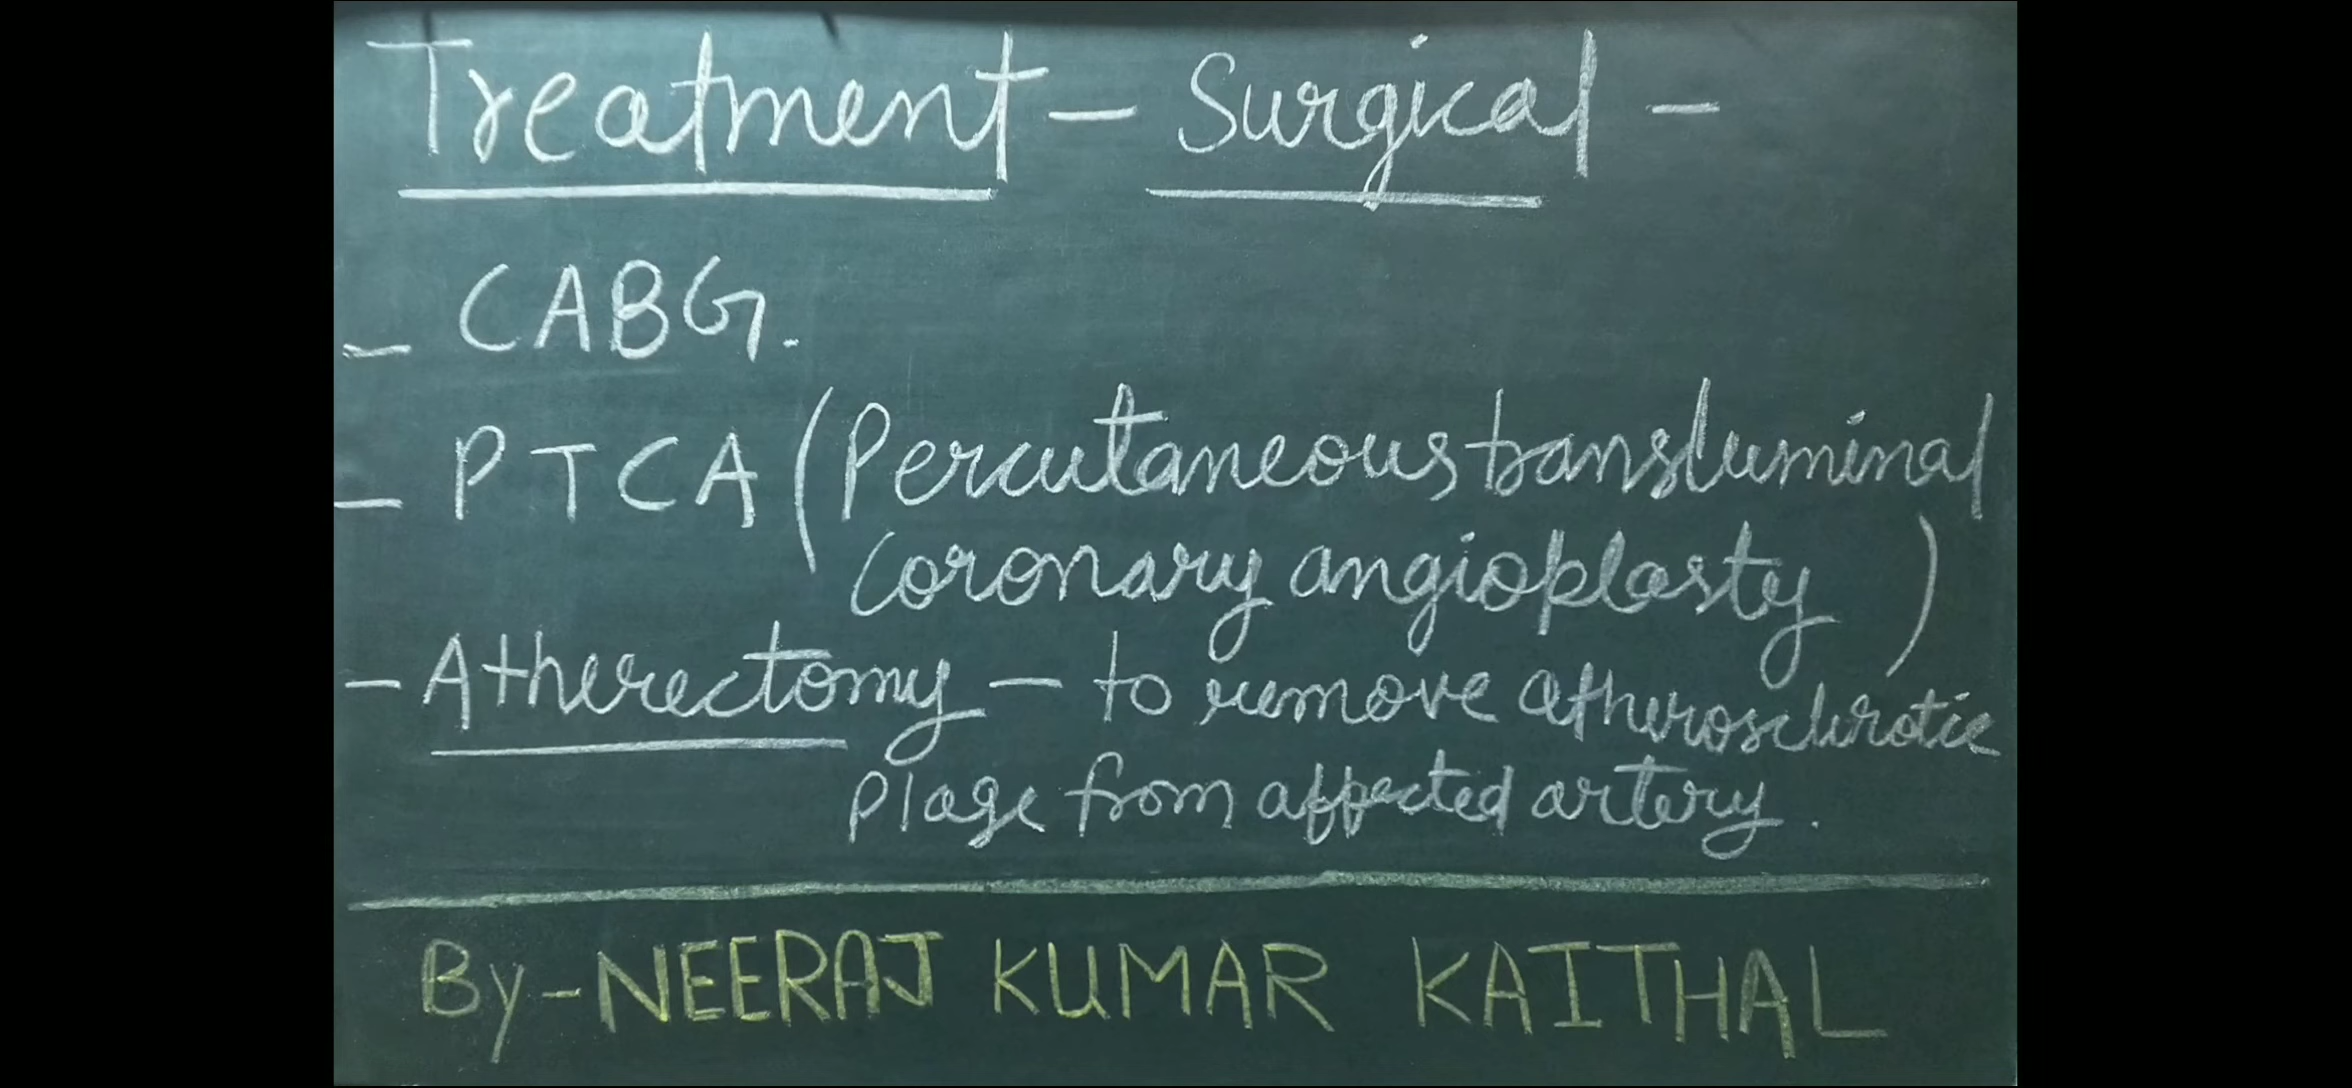 Treatment - Surgical -
- CABG.
- PTCA (Percutaneous transluminal
Coronary angioplasty )
- Atherectomy - to remove atherosclerotic
Plage from affected artery.
By - NEERAJ KUMAR KAITHAL